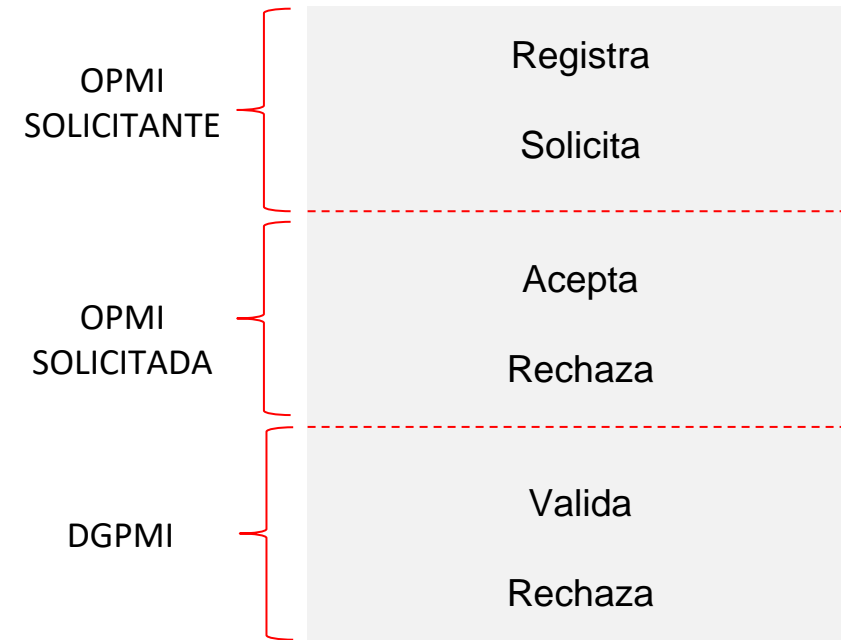 OPMI
SOLICITANTE
Registra
Solicita
OPMI
SOLICITADA
Acepta
Rechaza
DGPMI
Valida
Rechaza